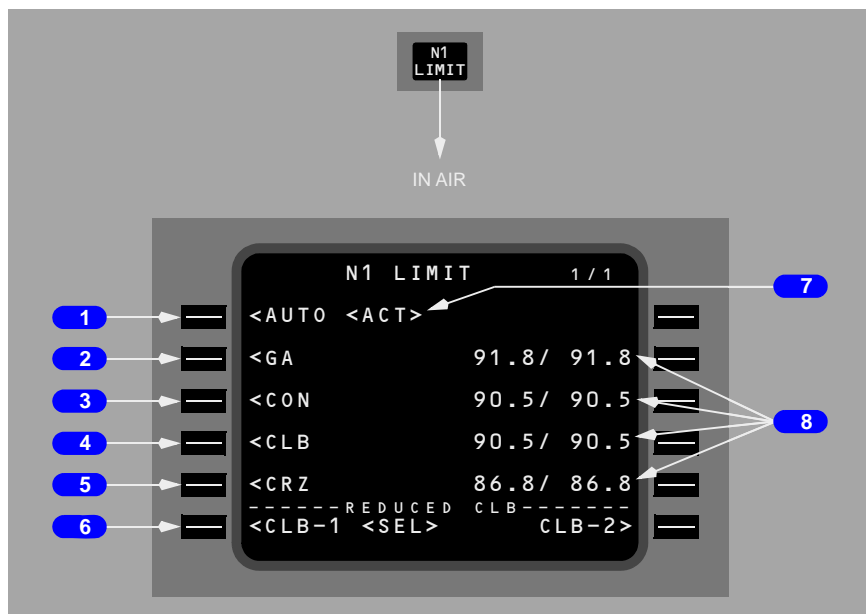 N1
LIMIT
IN AIR
N1 LIMIT 1/1
7
1 <AUTO <ACT>
2 <GA 91.8/ 91.8
3 <CON 90.5/ 90.5
8
4 <CLB 90.5/ 90.5
5 <CRZ 86.8/ 86.8
------REDUCED CLB-------
6 <CLB-1 <SEL> CLB-2>